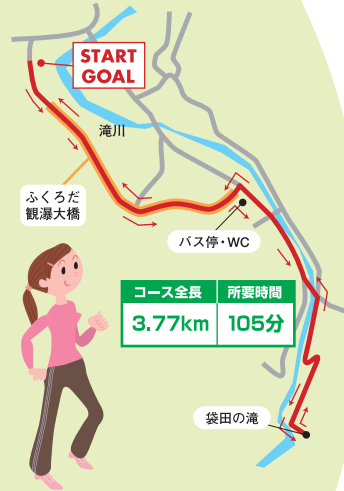 START
GOAL
滝川
ふくろだ
観瀑大橋
バス停・WC
コース全長
所要時間
3.77km
105分
袋田の滝